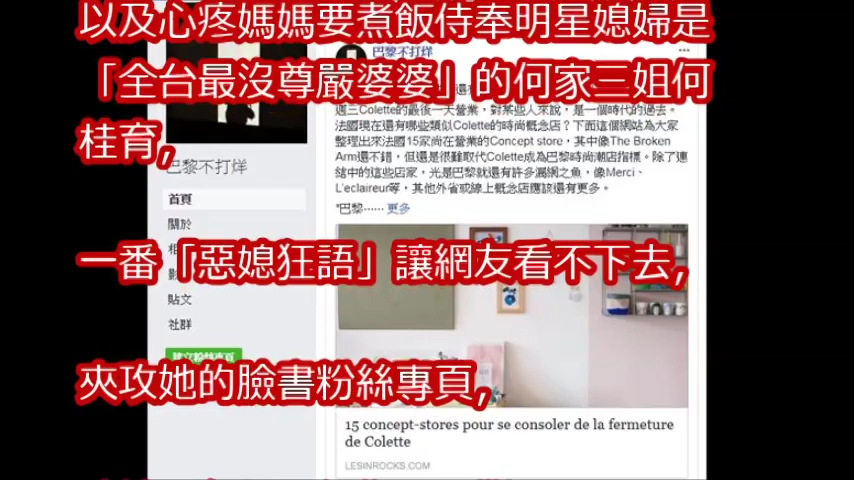 以及心疼媽媽要煮飯侍奉明星媳婦是
「全台最沒尊嚴婆婆」的何家三姐何
桂育,
一番「惡媳狂語」讓網友看不下去,
夾攻她的臉書粉絲專頁,
巴黎不打烊
週三Colette的最後一天營業，對某些人來說，是一個時代的過去。
法國現在還有哪些類似Colette的時尚概念店？下面這個網站為大家
整理出來法國15家尚在營業的Concept store，其中像The Broken
Arm還不錯，但還是很難取代Colette成為巴黎時尚潮店指標。除了連
結中的這些店家，光是巴黎就還有許多漏網之魚，像Merci、
L'eclaireur等，其他外省或線上概念店應該還有更多。
"巴黎⋯⋯ 更多
巴黎不打烊
首頁
關於
貼文
社群
建立粉絲專頁
15 concept-stores pour se consoler de la fermeture
de Colette
LESINROCKS.COM